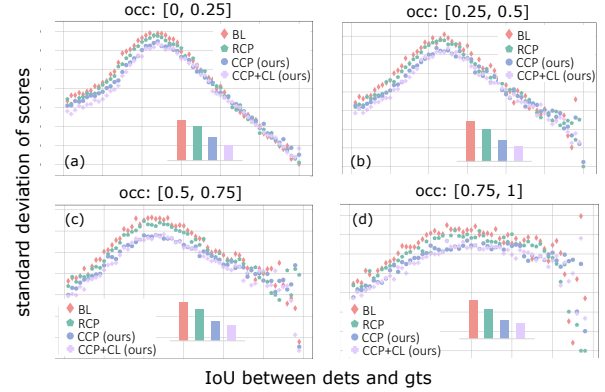 occ: [0, 0.25]
BL
RCP
CCP (ours)
CCP+CL (ours)
(a)
occ: [0.25, 0.5]
BL
RCP
CCP (ours)
CCP+CL (ours)
(b)
standard deviation of scores
occ: [0.5, 0.75]
(c)
BL
RCP
CCP (ours)
CCP+CL (ours)
occ: [0.75, 1]
(d)
BL
RCP
CCP (ours)
CCP+CL (ours)
IoU between dets and gts